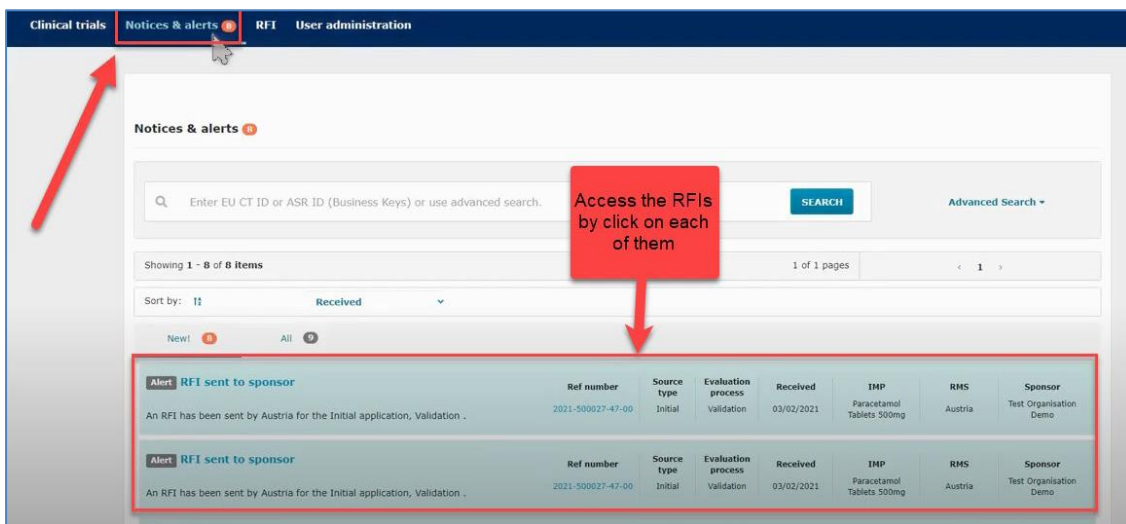 Clinical trials Notices & alerts 8 RFI User administration
Notices & alerts 8
Enter EU CT ID or ASR ID (Business Keys) or use advanced search. SEARCH Advanced Search
Access the RFIs
by click on each
of them
Showing 1 - 8 of 8 items 1 of 1 pages ‹ 1 ›
Sort by: Received
New! 8 All 9
Alert RFI sent to sponsor
An RFI has been sent by Austria for the Initial application, Validation .
Ref number Source type Evaluation process Received IMP RMS Sponsor
2021-500027-47-00 Initial Validation 03/02/2021 Paracetamol Tablets 500mg Austria Test Organisation Demo
Alert RFI sent to sponsor
An RFI has been sent by Austria for the Initial application, Validation .
Ref number Source type Evaluation process Received IMP RMS Sponsor
2021-500027-47-00 Initial Validation 03/02/2021 Paracetamol Tablets 500mg Austria Test Organisation Demo